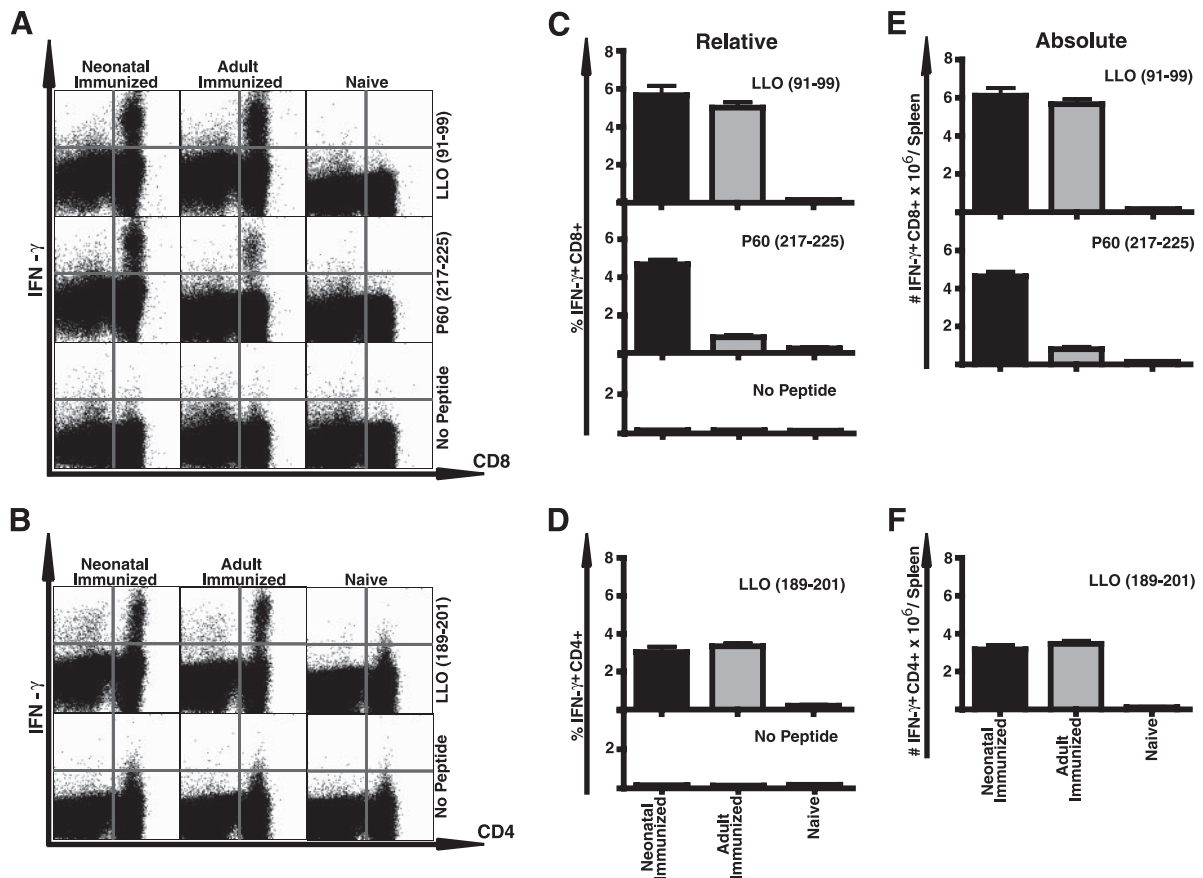 A
Neonatal
Immunized
Adult
Immunized
Naive
IFN - γ
LLO (91-99)
P60 (217-225)
No Peptide
CD8
B
Neonatal
Immunized
Adult
Immunized
Naive
IFN - γ
LLO (189-201)
No Peptide
CD4
C
Relative
% IFN-γ+CD8+
8
6
4
2
LLO (91-99)
6
4
2
P60 (217-225)
2
No Peptide
D
% IFN-γ+CD4+
8
6
4
2
LLO (189-201)
2
No Peptide
Neonatal
Immunized
Adult
Immunized
Naive
E
Absolute
# IFN-γ+CD8+ x 10⁶/ Spleen
8
6
4
2
LLO (91-99)
6
4
2
P60 (217-225)
F
# IFN-γ+CD4+ x 10⁶/ Spleen
8
6
4
2
LLO (189-201)
Neonatal
Immunized
Adult
Immunized
Naive